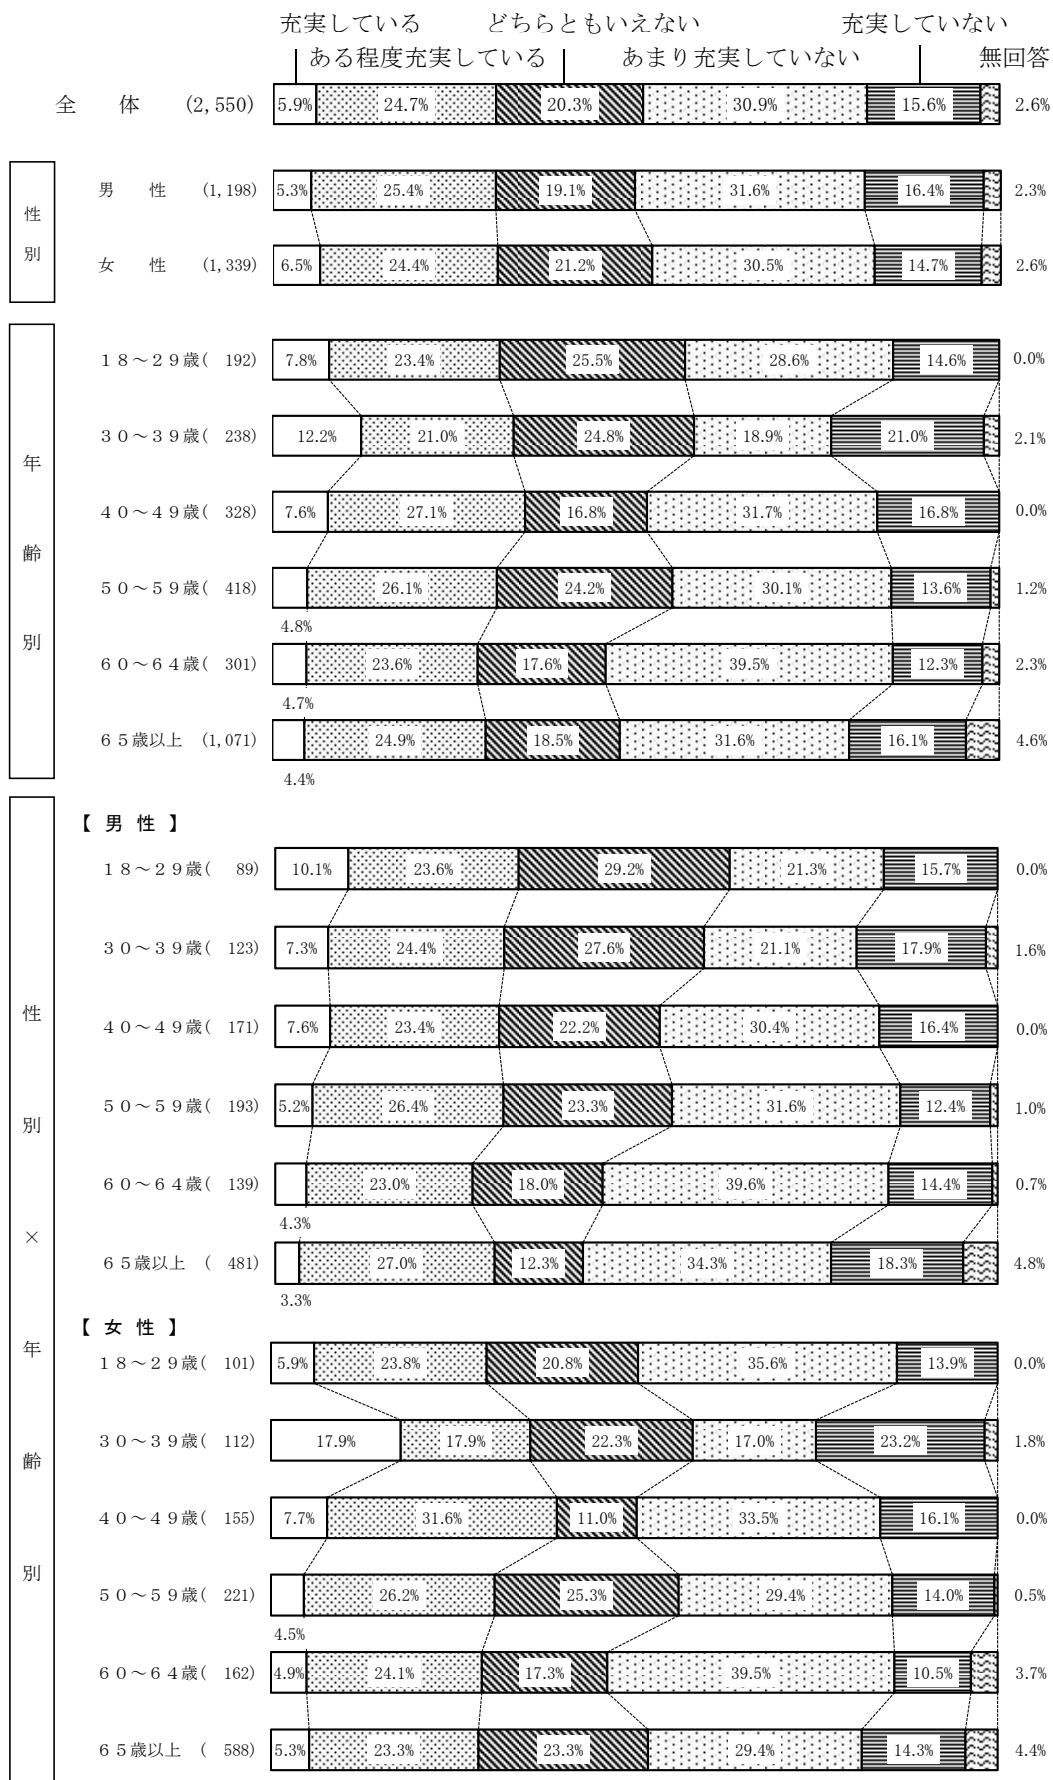 充実している　どちらともいえない　充実していない
ある程度充実している　あまり充実していない　無回答
全　体　(2,550) 5.9% 24.7% 20.3% 30.9% 15.6% 2.6%
性別
男　性　(1,198) 5.3% 25.4% 19.1% 31.6% 16.4% 2.3%
女　性　(1,339) 6.5% 24.4% 21.2% 30.5% 14.7% 2.6%
年齢別
１８～２９歳( 192) 7.8% 23.4% 25.5% 28.6% 14.6% 0.0%
３０～３９歳( 238) 12.2% 21.0% 24.8% 18.9% 21.0% 2.1%
４０～４９歳( 328) 7.6% 27.1% 16.8% 31.7% 16.8% 0.0%
５０～５９歳( 418) 26.1% 24.2% 30.1% 13.6% 1.2%
4.8%
６０～６４歳( 301) 23.6% 17.6% 39.5% 12.3% 2.3%
4.7%
６５歳以上 (1,071) 24.9% 18.5% 31.6% 16.1% 4.6%
4.4%
性別×年齢別
【 男 性 】
１８～２９歳( 89) 10.1% 23.6% 29.2% 21.3% 15.7% 0.0%
３０～３９歳( 123) 7.3% 24.4% 27.6% 21.1% 17.9% 1.6%
４０～４９歳( 171) 7.6% 23.4% 22.2% 30.4% 16.4% 0.0%
５０～５９歳( 193) 5.2% 26.4% 23.3% 31.6% 12.4% 1.0%
６０～６４歳( 139) 23.0% 18.0% 39.6% 14.4% 0.7%
4.3%
６５歳以上 ( 481) 27.0% 12.3% 34.3% 18.3% 4.8%
3.3%
【 女 性 】
１８～２９歳( 101) 5.9% 23.8% 20.8% 35.6% 13.9% 0.0%
３０～３９歳( 112) 17.9% 17.9% 22.3% 17.0% 23.2% 1.8%
４０～４９歳( 155) 7.7% 31.6% 11.0% 33.5% 16.1% 0.0%
５０～５９歳( 221) 26.2% 25.3% 29.4% 14.0% 0.5%
4.5%
６０～６４歳( 162) 4.9% 24.1% 17.3% 39.5% 10.5% 3.7%
６５歳以上 ( 588) 5.3% 23.3% 23.3% 29.4% 14.3% 4.4%